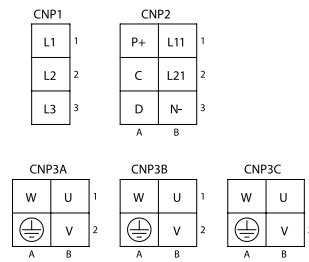 CNP1 CNP2
L1 1 P+ L11 1
L2 2 C L21 2
L3 3 D N- 3
A B
CNP3A CNP3B CNP3C
W U 1 W U 1 W U
V 2 V 2 V
A B A B A B